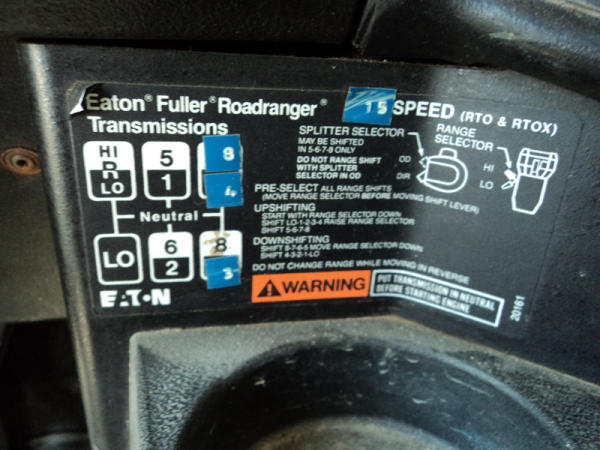 Eaton® Fuller® Roadranger® 15 SPEED (RTO & RTOX)
Transmissions
HI
R
LO
5
1
8
4
Neutral
LO
6
2
8
3
SPLITTER SELECTOR
MAY BE SHIFTED
IN 5-6-7-8 ONLY
DO NOT RANGE SHIFT
WITH SPLITTER
SELECTOR IN OD
OD
DIR
RANGE
SELECTOR
HI
LO
PRE-SELECT ALL RANGE SHIFTS
(MOVE RANGE SELECTOR BEFORE MOVING SHIFT LEVER)
UPSHIFTING
START WITH RANGE SELECTOR DOWN
SHIFT LO-1-2-3-4 RAISE RANGE SELECTOR
SHIFT 5-6-7-8
DOWNSHIFTING
SHIFT 8-7-6-5 MOVE RANGE SELECTOR DOWN
SHIFT 4-3-2-1-LO
DO NOT CHANGE RANGE WHILE MOVING IN REVERSE
EATON
WARNING
PUT TRANSMISSION IN NEUTRAL
BEFORE STARTING ENGINE
20161